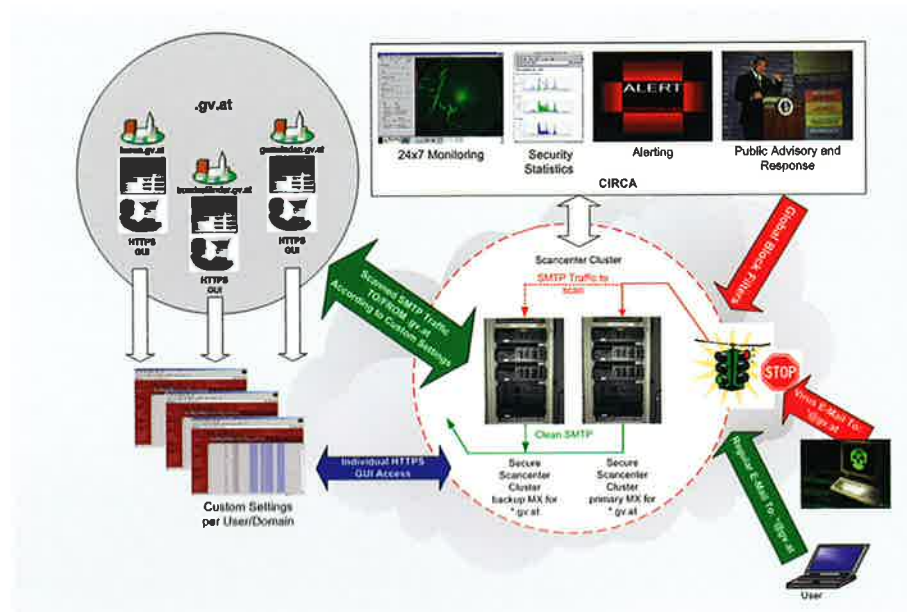 .gv.at
gemeinden.gv.at
HTTPS
GUI
HTTPS
GUI
HTTPS
GUI
24x7 Monitoring
Security
Statistics
ALERT
Alerting
Public Advisory and
Response
CIRCA
Global Block Filters
Scancenter Cluster
SMTP Traffic to
scan
Scanned SMTP Traffic
TO/FROM .gv.at
According to Custom Settings
STOP
Virus E-Mail To:
*@gv.at
Clean SMTP
Regular E-Mail To: *@gv.at
Individual HTTPS
GUI Access
Secure
Scancenter
Cluster
backup MX for
*.gv.at
Secure
Scancenter
Cluster
primary MX for
*.gv.at
Custom Settings
per User/Domain
User